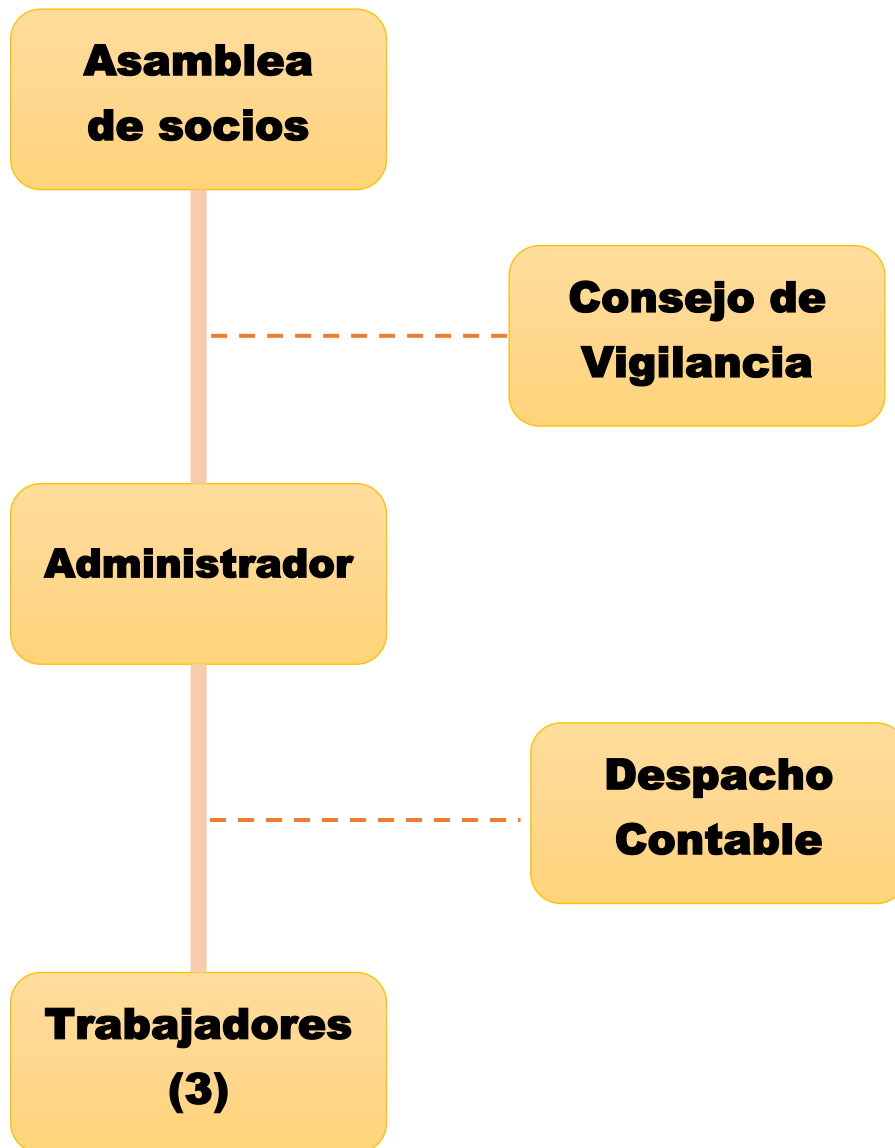 Asamblea
de socios
Consejo de
Vigilancia
Administrador
Despacho
Contable
Trabajadores
(3)